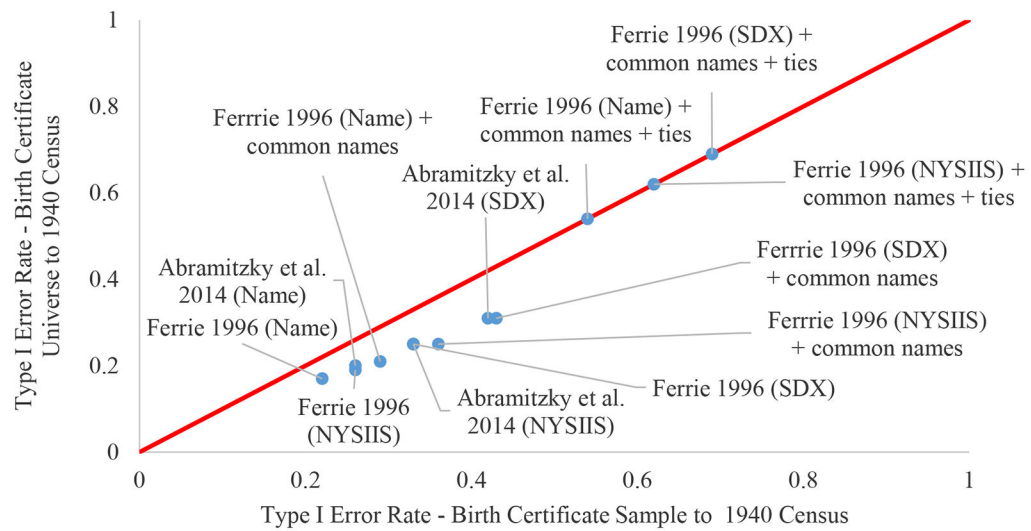 Type I Error Rate - Birth Certificate
Universe to 1940 Census
1
0.8
0.6
0.4
0.2
0
Ferrie 1996 (SDX) +
common names + ties
Ferrrie 1996 (Name) +
common names
Ferrie 1996 (Name) +
common names + ties
Abramitzky et al.
2014 (SDX)
Ferrie 1996 (NYSIIS) +
common names + ties
Ferrrie 1996 (SDX)
+ common names
Abramitzky et al.
2014 (Name)
Ferrie 1996 (Name)
Ferrrie 1996 (NYSIIS)
+ common names
Ferrie 1996 (SDX)
Ferrie 1996
(NYSIIS)
Abramitzky et al.
2014 (NYSIIS)
0
0.2
0.4
0.6
0.8
1
Type I Error Rate - Birth Certificate Sample to 1940 Census